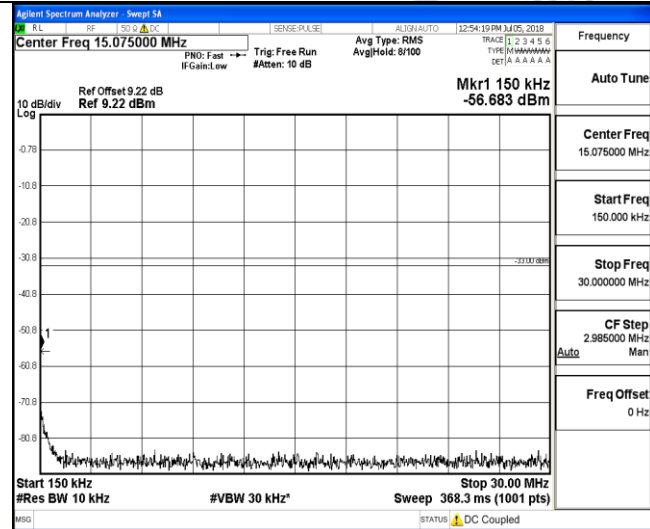 Agilent Spectrum Analyzer - Swept SA
RL RF 50 Ω DC SENSE:PULSE ALIGN AUTO 12:54:19 PM Jul 05, 2018
Center Freq 15.075000 MHz
PNO: Fast
IFGain:Low
Trig: Free Run
#Atten: 10 dB
Avg Type: RMS
Avg|Hold: 8/100
TRACE 1 2 3 4 5 6
TYPE M
DET A A A A A A
Mkr1 150 kHz
-56.683 dBm
Ref Offset 9.22 dB
10 dB/div Ref 9.22 dBm
Log
-0.78
-10.8
-20.8
-30.8
-33.00 dBm
-40.8
-50.8
1
-60.8
-70.8
-80.8
Start 150 kHz Stop 30.00 MHz
#Res BW 10 kHz #VBW 30 kHz* Sweep 368.3 ms (1001 pts)
MSG STATUS DC Coupled
Frequency
Auto Tune
Center Freq
15.075000 MHz
Start Freq
150.000 kHz
Stop Freq
30.000000 MHz
CF Step
2.985000 MHz
Auto Man
Freq Offset
0 Hz